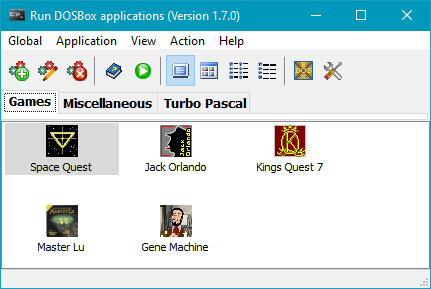 Run DOSBox applications (Version 1.7.0)
Global Application View Action Help
DOS
Games Miscellaneous Turbo Pascal
Space Quest Jack Orlando Kings Quest 7
Master Lu Gene Machine